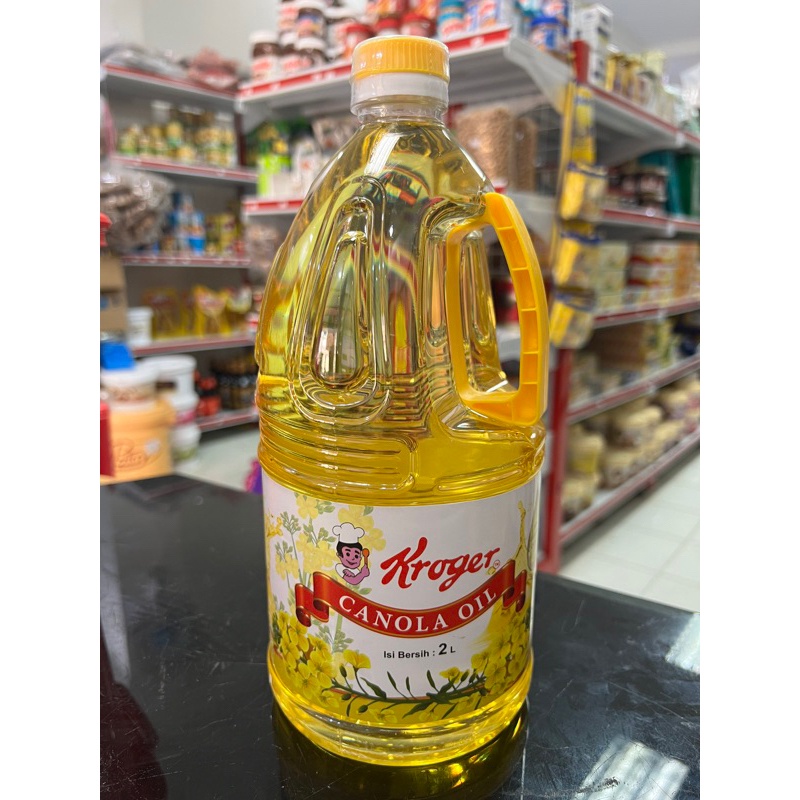 Kroger
CANOLA OIL
Isi Bersih : 2 L